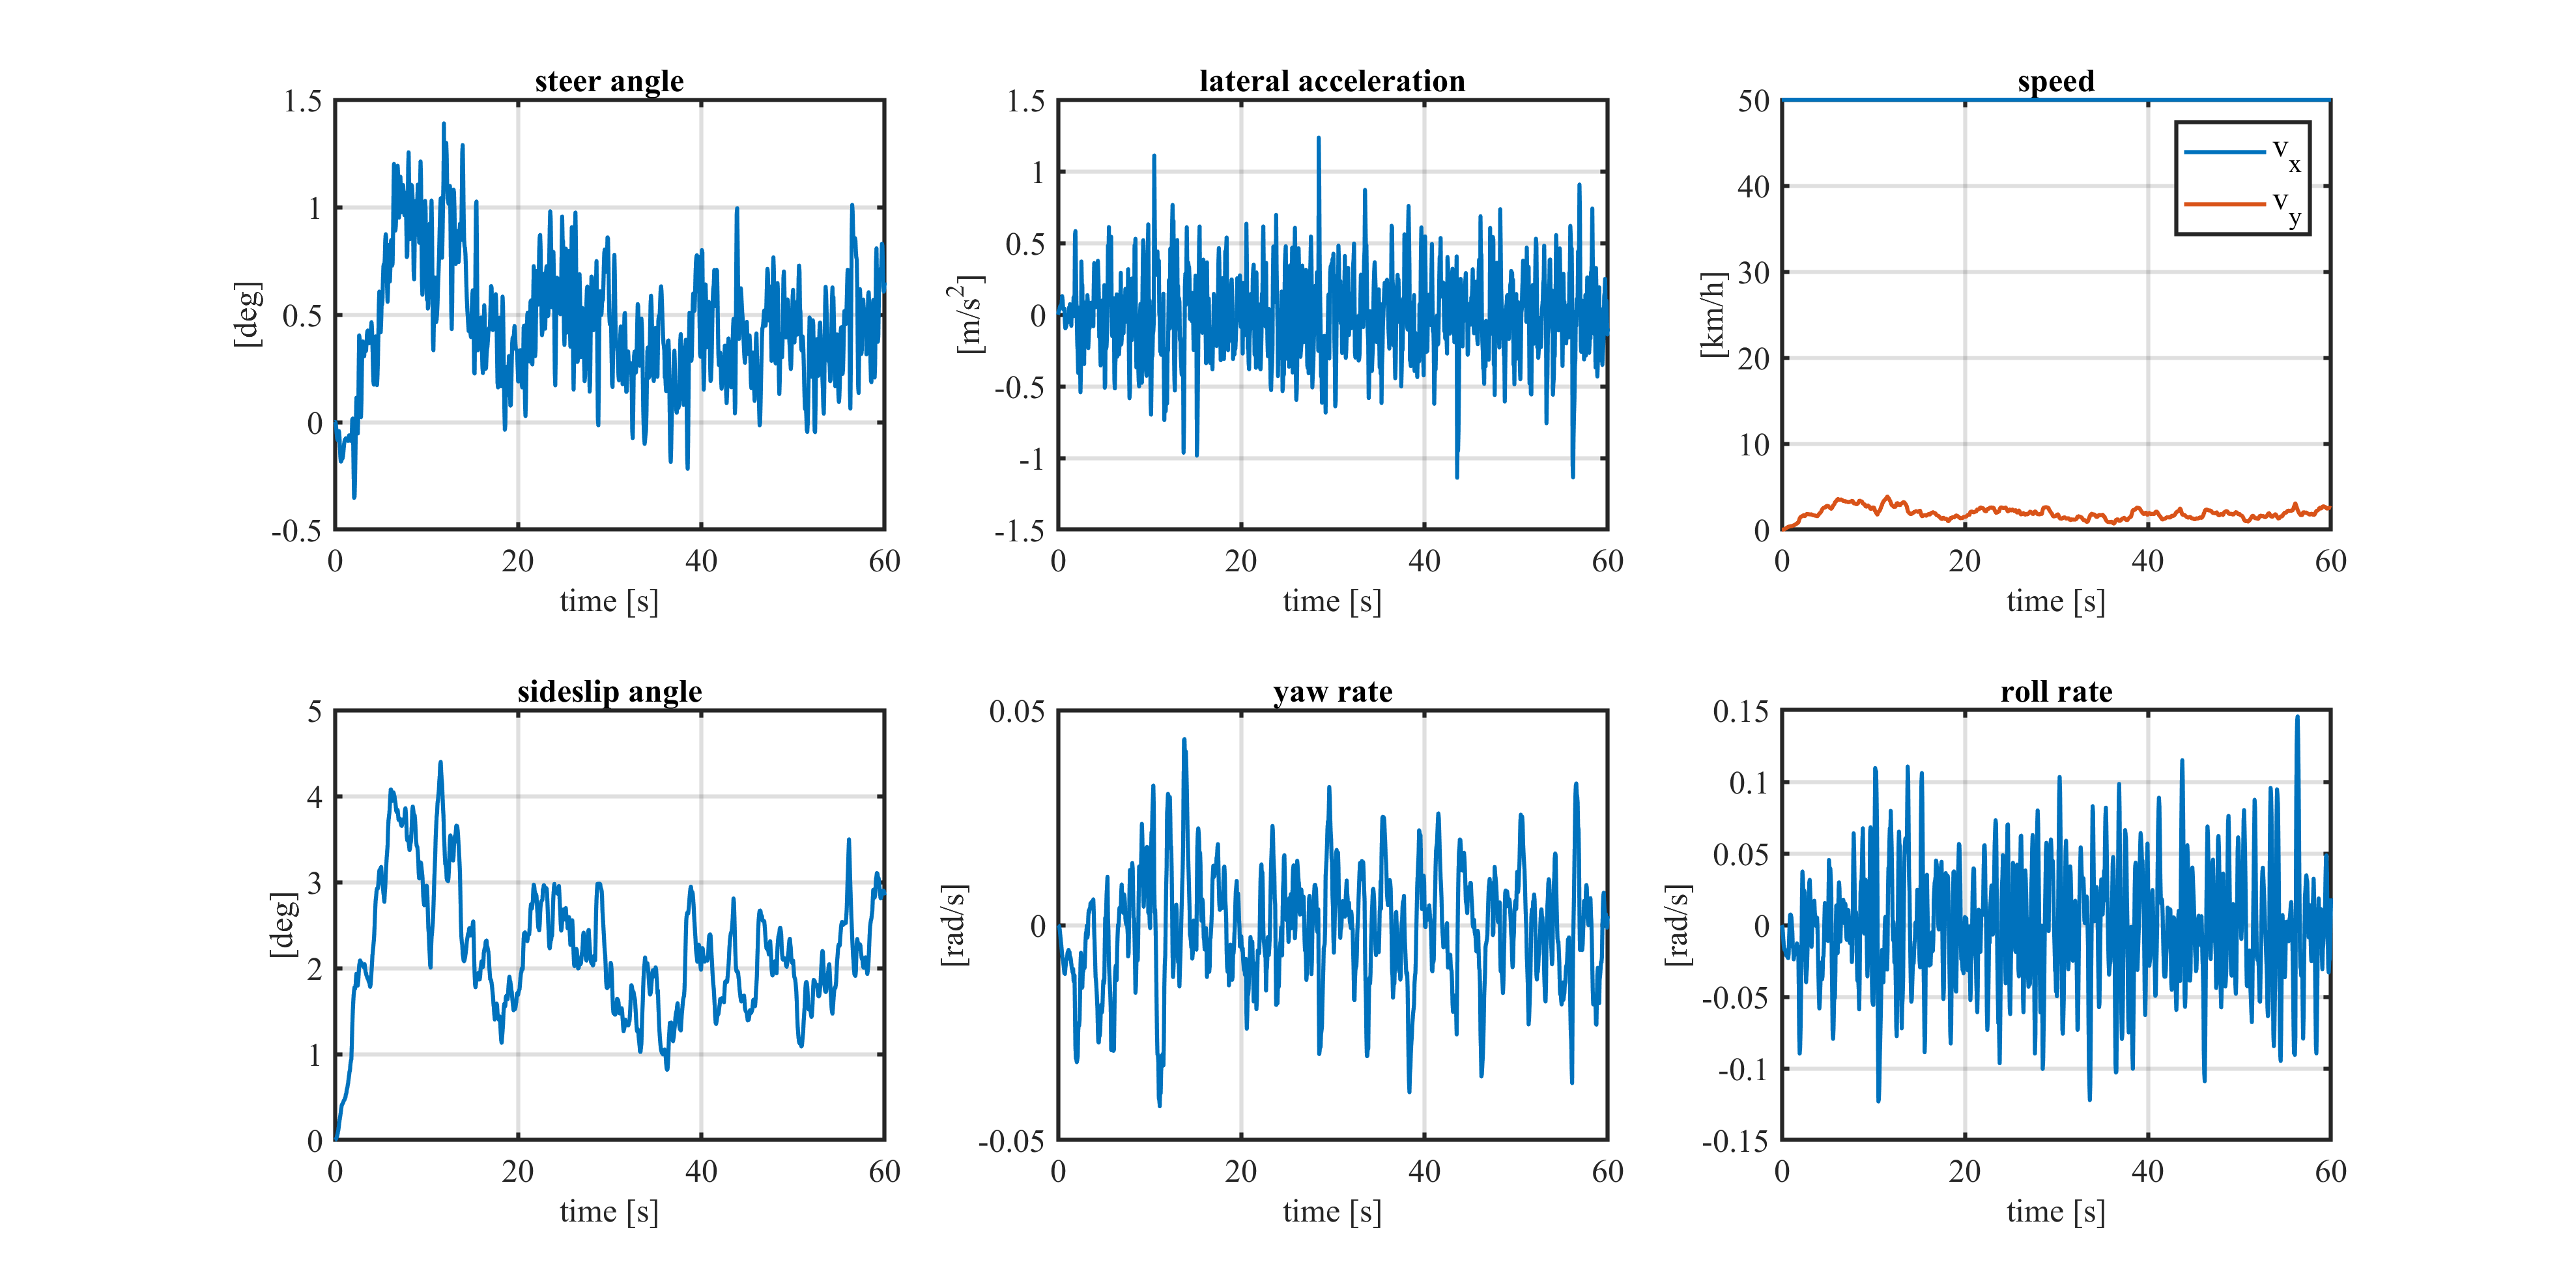 steer angle
1.5
1
0.5
0
-0.5
[deg]
0 20 40 60
time [s]
lateral acceleration
1.5
1
0.5
0
-0.5
-1
-1.5
[m/s²]
0 20 40 60
time [s]
speed
50
40
30
20
10
0
[km/h]
v_x
v_y
0 20 40 60
time [s]
sideslip angle
5
4
3
2
1
0
[deg]
0 20 40 60
time [s]
yaw rate
0.05
0
-0.05
[rad/s]
0 20 40 60
time [s]
roll rate
0.15
0.1
0.05
0
-0.05
-0.1
-0.15
[rad/s]
0 20 40 60
time [s]